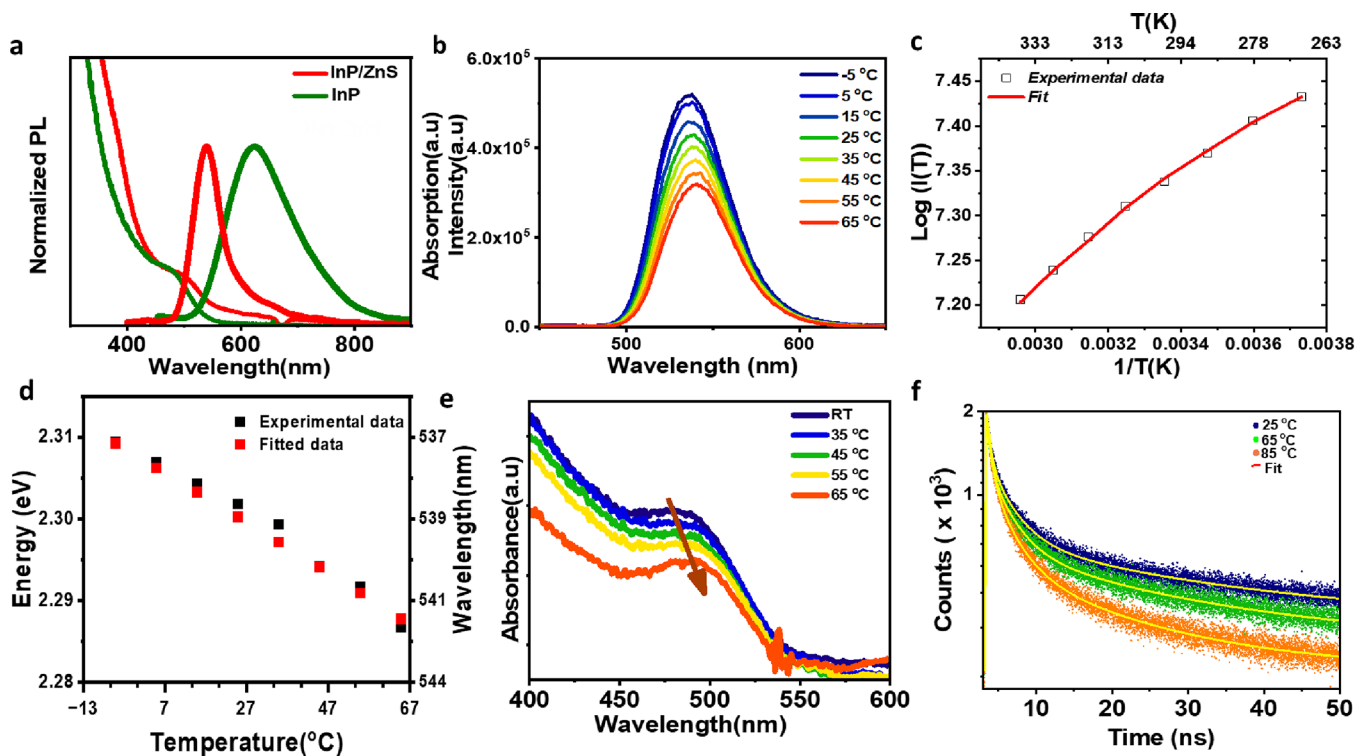 a
InP/ZnS
InP
Normalized PL
400
600
800
Wavelength(nm)
b
6.0x10⁵
4.0x10⁵
2.0x10⁵
0.0
Absorption(a.u)
Intensity(a.u)
-5 °C
5 °C
15 °C
25 °C
35 °C
45 °C
55 °C
65 °C
500
600
Wavelength (nm)
c
T(K)
333
313
294
278
263
Experimental data
Fit
7.45
7.40
7.35
7.30
7.25
7.20
Log (I(T))
0.0030
0.0032
0.0034
0.0036
0.0038
1/T(K)
d
Experimental data
Fitted data
2.31
2.30
2.29
2.28
Energy (eV)
537
539
541
544
Wavelength(nm)
−13
7
27
47
67
Temperature(°C)
e
RT
35 °C
45 °C
55 °C
65 °C
Absorbance(a.u)
400
450
500
550
600
Wavelength(nm)
f
25 °C
65 °C
85 °C
Fit
2
1
Counts ( x 10³)
10
20
30
40
50
Time (ns)